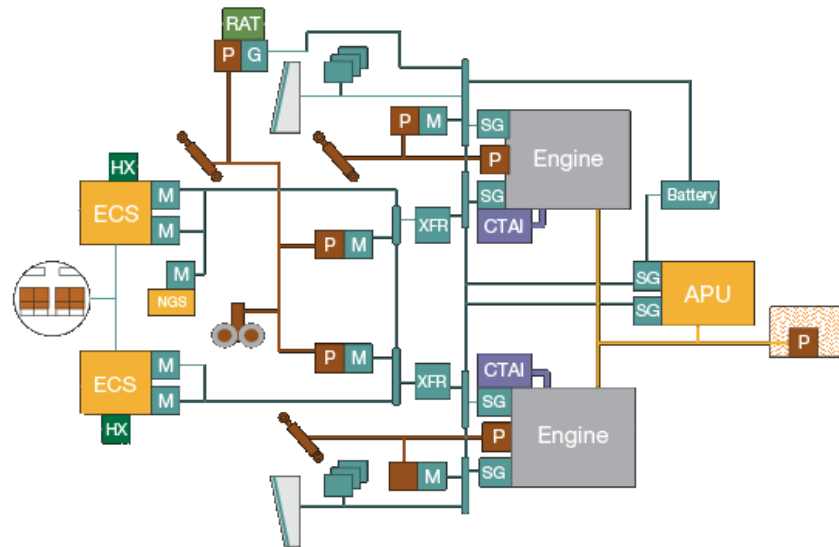 RAT
P G
P M
SG
Engine
P
HX
M
ECS
SG
Battery
M
CTAI
XFR
P M
M
SG
APU
NGS
SG
P
P M
M
CTAI
XFR
ECS
M
SG
HX
P
Engine
M
SG